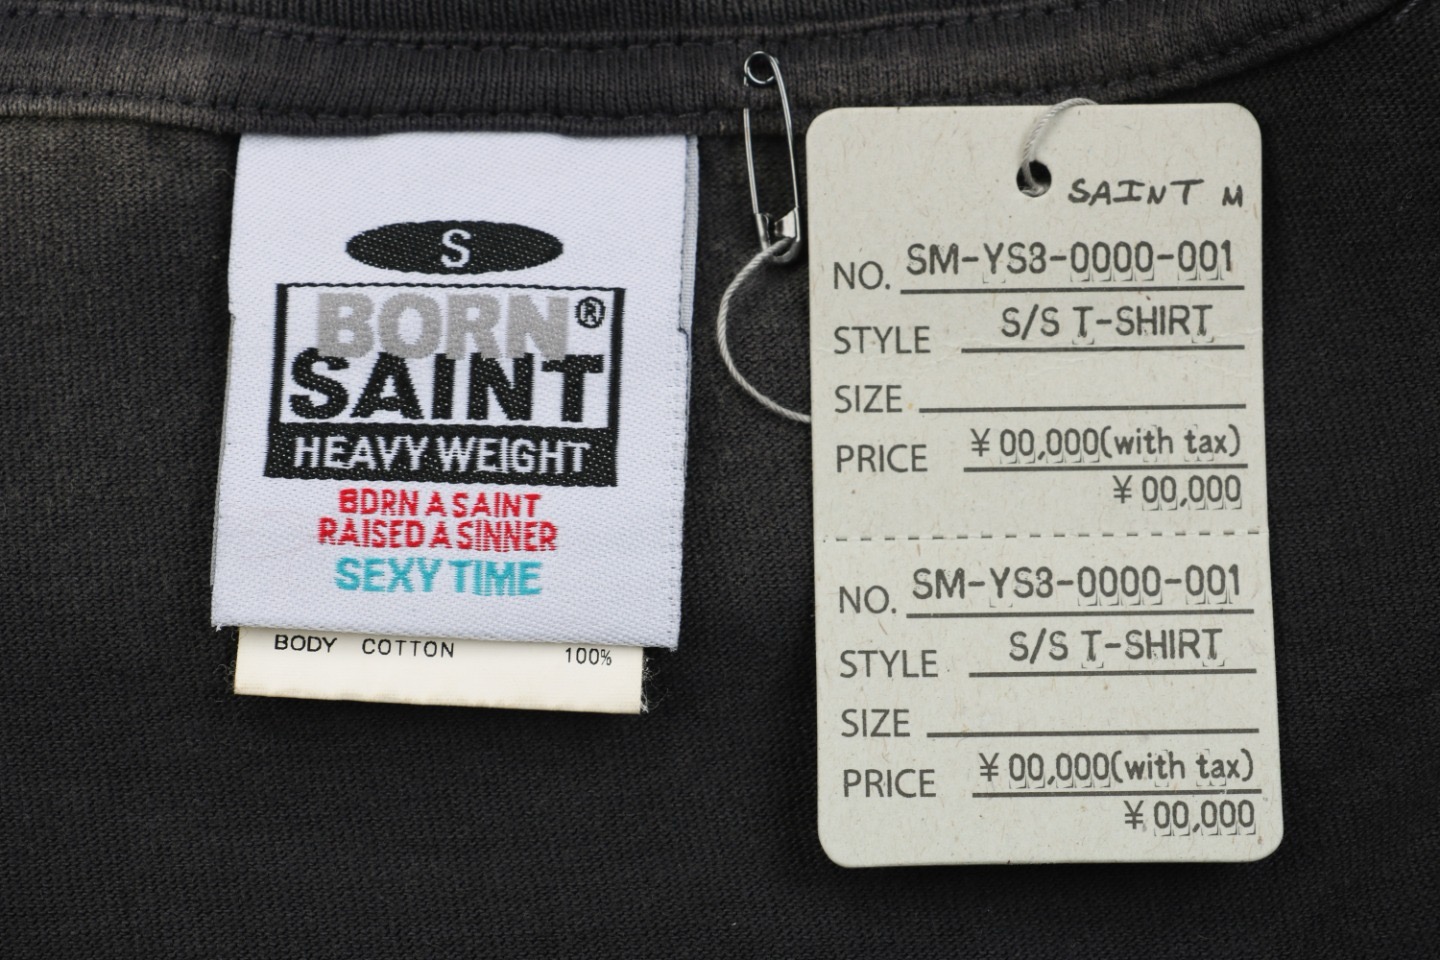 S
BORN®
SAINT
HEAVY WEIGHT
BORN A SAINT
RAISED A SINNER
SEXY TIME
BODY COTTON 100%
SAINT M
NO. SM-YS3-0000-001
STYLE S/S T-SHIRT
SIZE
PRICE ¥00,000(with tax)
¥00,000
NO. SM-YS3-0000-001
STYLE S/S T-SHIRT
SIZE
PRICE ¥00,000(with tax)
¥00,000